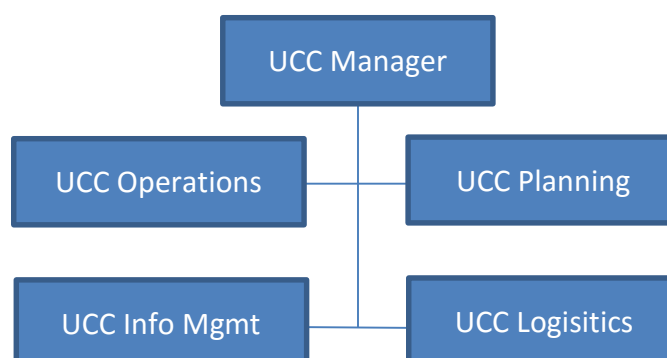 UCC Manager
UCC Operations
UCC Planning
UCC Info Mgmt
UCC Logisitics